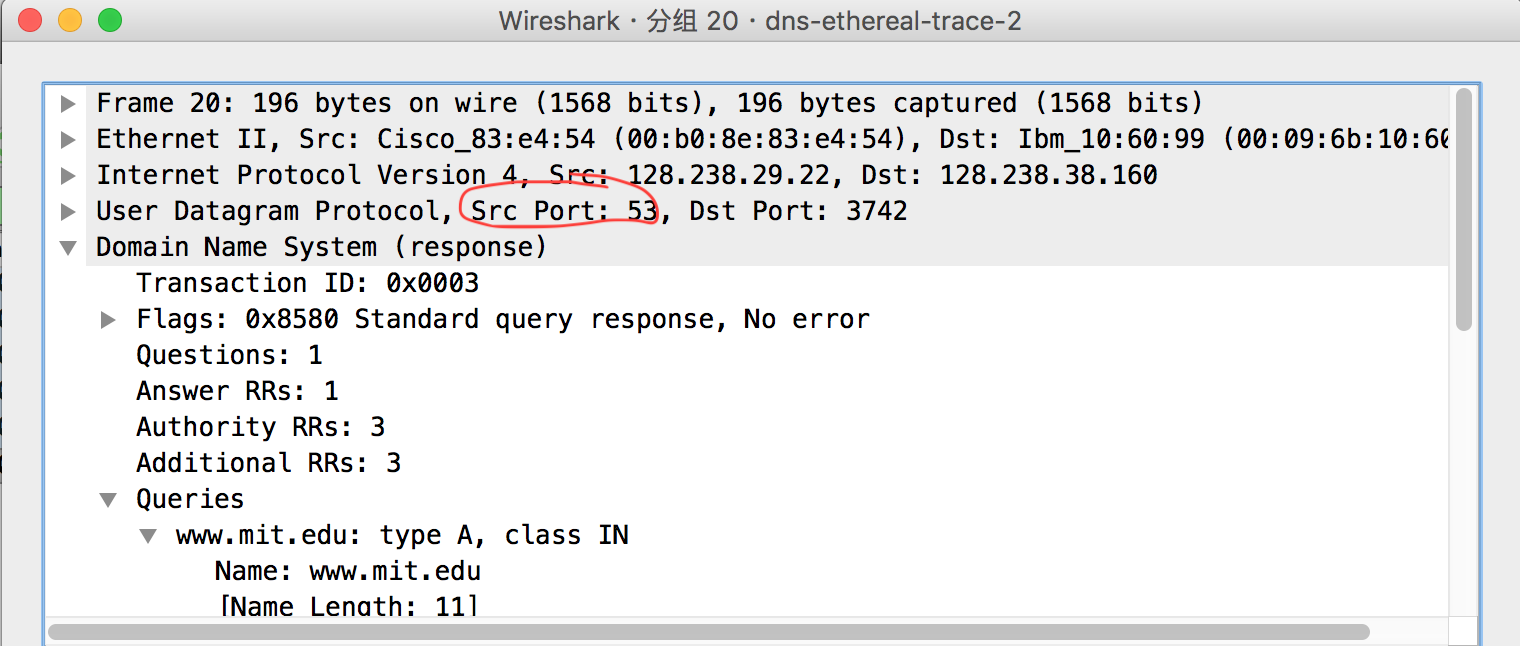 Wireshark · 分组 20 · dns-ethereal-trace-2
Frame 20: 196 bytes on wire (1568 bits), 196 bytes captured (1568 bits)
Ethernet II, Src: Cisco_83:e4:54 (00:b0:8e:83:e4:54), Dst: Ibm_10:60:99 (00:09:6b:10:60
Internet Protocol Version 4, Src: 128.238.29.22, Dst: 128.238.38.160
User Datagram Protocol, Src Port: 53, Dst Port: 3742
Domain Name System (response)
Transaction ID: 0x0003
Flags: 0x8580 Standard query response, No error
Questions: 1
Answer RRs: 1
Authority RRs: 3
Additional RRs: 3
Queries
www.mit.edu: type A, class IN
Name: www.mit.edu
[Name Length: 11]